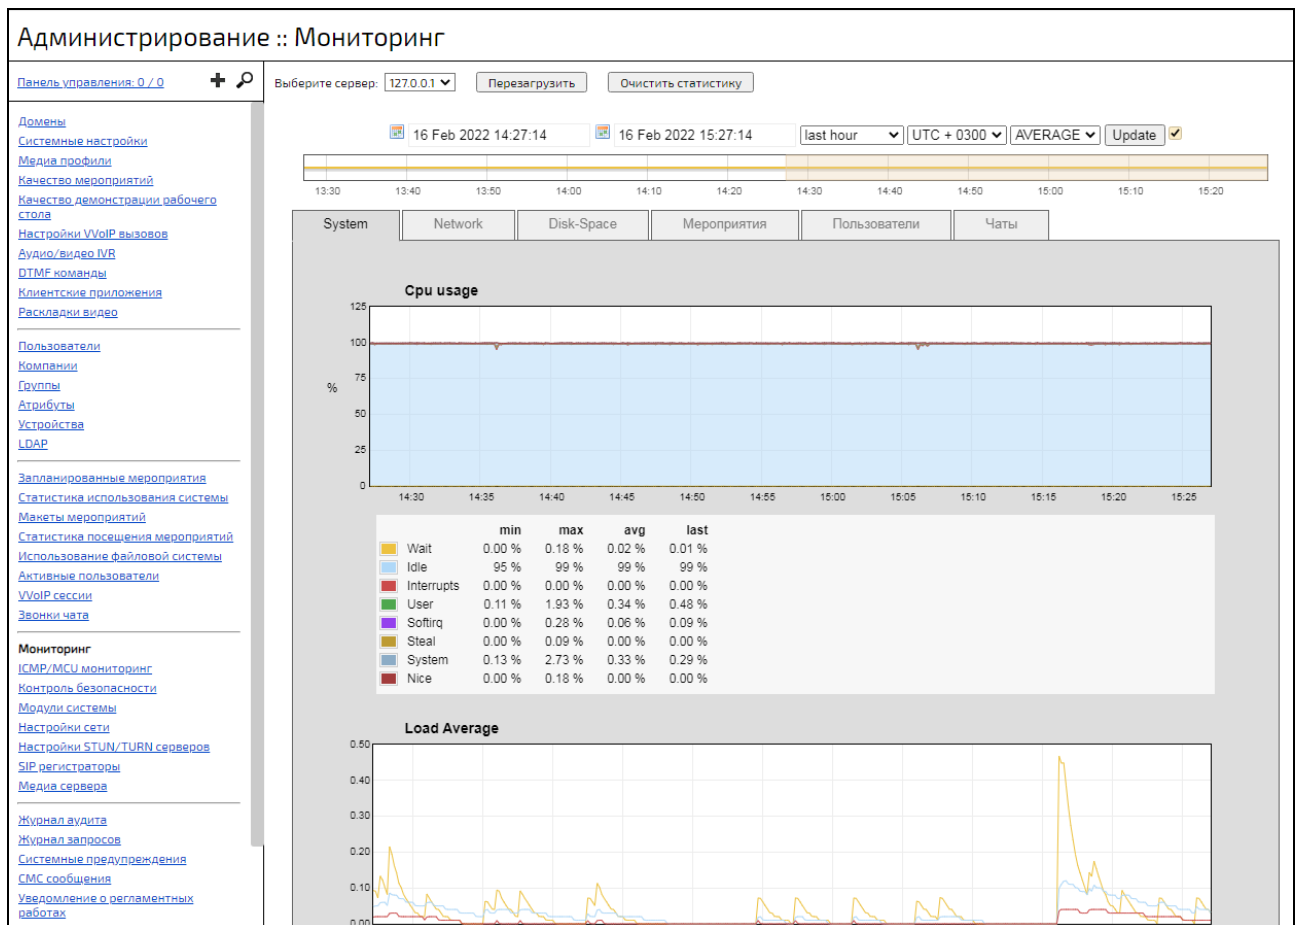 Администрирование :: Мониторинг
Панель управления: 0 / 0
Выберите сервер: 127.0.0.1 Перезагрузить Очистить статистику
Домены
Системные настройки
Медиа профили
Качество мероприятий
Качество демонстрации рабочего
стола
Настройки VVoIP вызовов
Аудио/видео IVR
DTMF команды
Клиентские приложения
Раскладки видео
Пользователи
Компании
Группы
Атрибуты
Устройства
LDAP
Запланированные мероприятия
Статистика использования системы
Макеты мероприятий
Статистика посещения мероприятий
Использование файловой системы
Активные пользователи
VVoIP сессии
Звонки чата
Мониторинг
ICMP/MCU мониторинг
Контроль безопасности
Модули системы
Настройки сети
Настройки STUN/TURN серверов
SIP регистраторы
Медиа сервера
Журнал аудита
Журнал запросов
Системные предупреждения
СМС сообщения
Уведомление о регламентных
работах
16 Feb 2022 14:27:14 16 Feb 2022 15:27:14 last hour UTC + 0300 AVERAGE Update
13:30 13:40 13:50 14:00 14:10 14:20 14:30 14:40 14:50 15:00 15:10 15:20
System Network Disk-Space Мероприятия Пользователи Чаты
Cpu usage
125
100
75
%
50
25
0
14:30 14:35 14:40 14:45 14:50 14:55 15:00 15:05 15:10 15:15 15:20 15:25
min max avg last
Wait 0.00 % 0.18 % 0.02 % 0.01 %
Idle 95 % 99 % 99 % 99 %
Interrupts 0.00 % 0.00 % 0.00 % 0.00 %
User 0.11 % 1.93 % 0.34 % 0.48 %
Softirq 0.00 % 0.28 % 0.06 % 0.09 %
Steal 0.00 % 0.09 % 0.00 % 0.00 %
System 0.13 % 2.73 % 0.33 % 0.29 %
Nice 0.00 % 0.18 % 0.00 % 0.00 %
Load Average
0.50
0.40
0.30
0.20
0.10
0.00